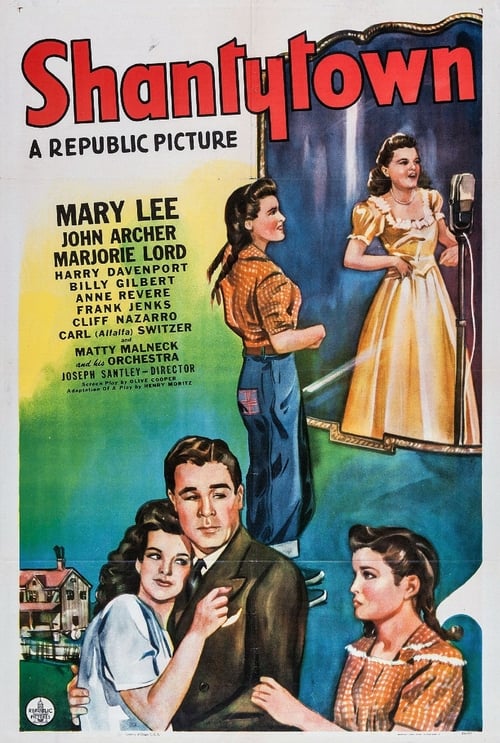 Shantytown
A REPUBLIC PICTURE
MARY LEE
JOHN ARCHER
MARJORIE LORD
HARRY DAVENPORT
BILLY GILBERT
ANNE REVERE
FRANK JENKS
CLIFF NAZARRO
CARL (Alfalfa) SWITZER
and
MATTY MALNECK
and his ORCHESTRA
JOSEPH SANTLEY—DIRECTOR
Screen Play by OLIVE COOPER
Adaptation Of A Play by HENRY MORITZ
REPUBLIC
PICTURES